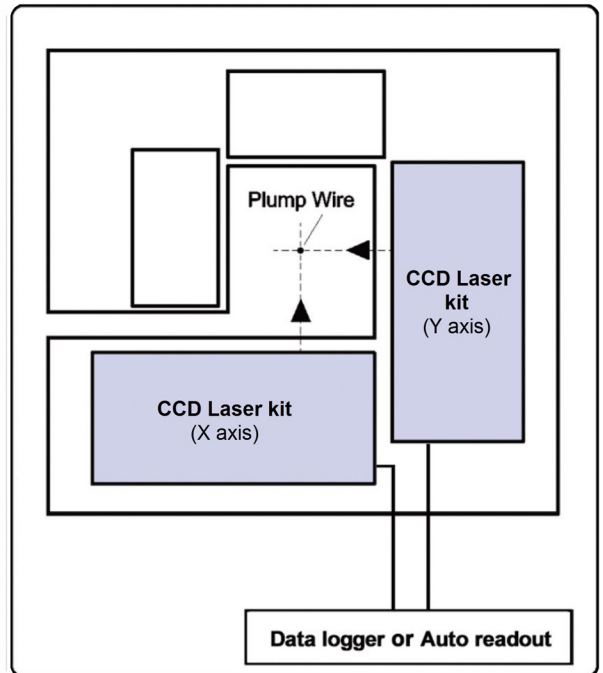 Plump Wire
CCD Laser
kit
(Y axis)
CCD Laser kit
(X axis)
Data logger or Auto readout